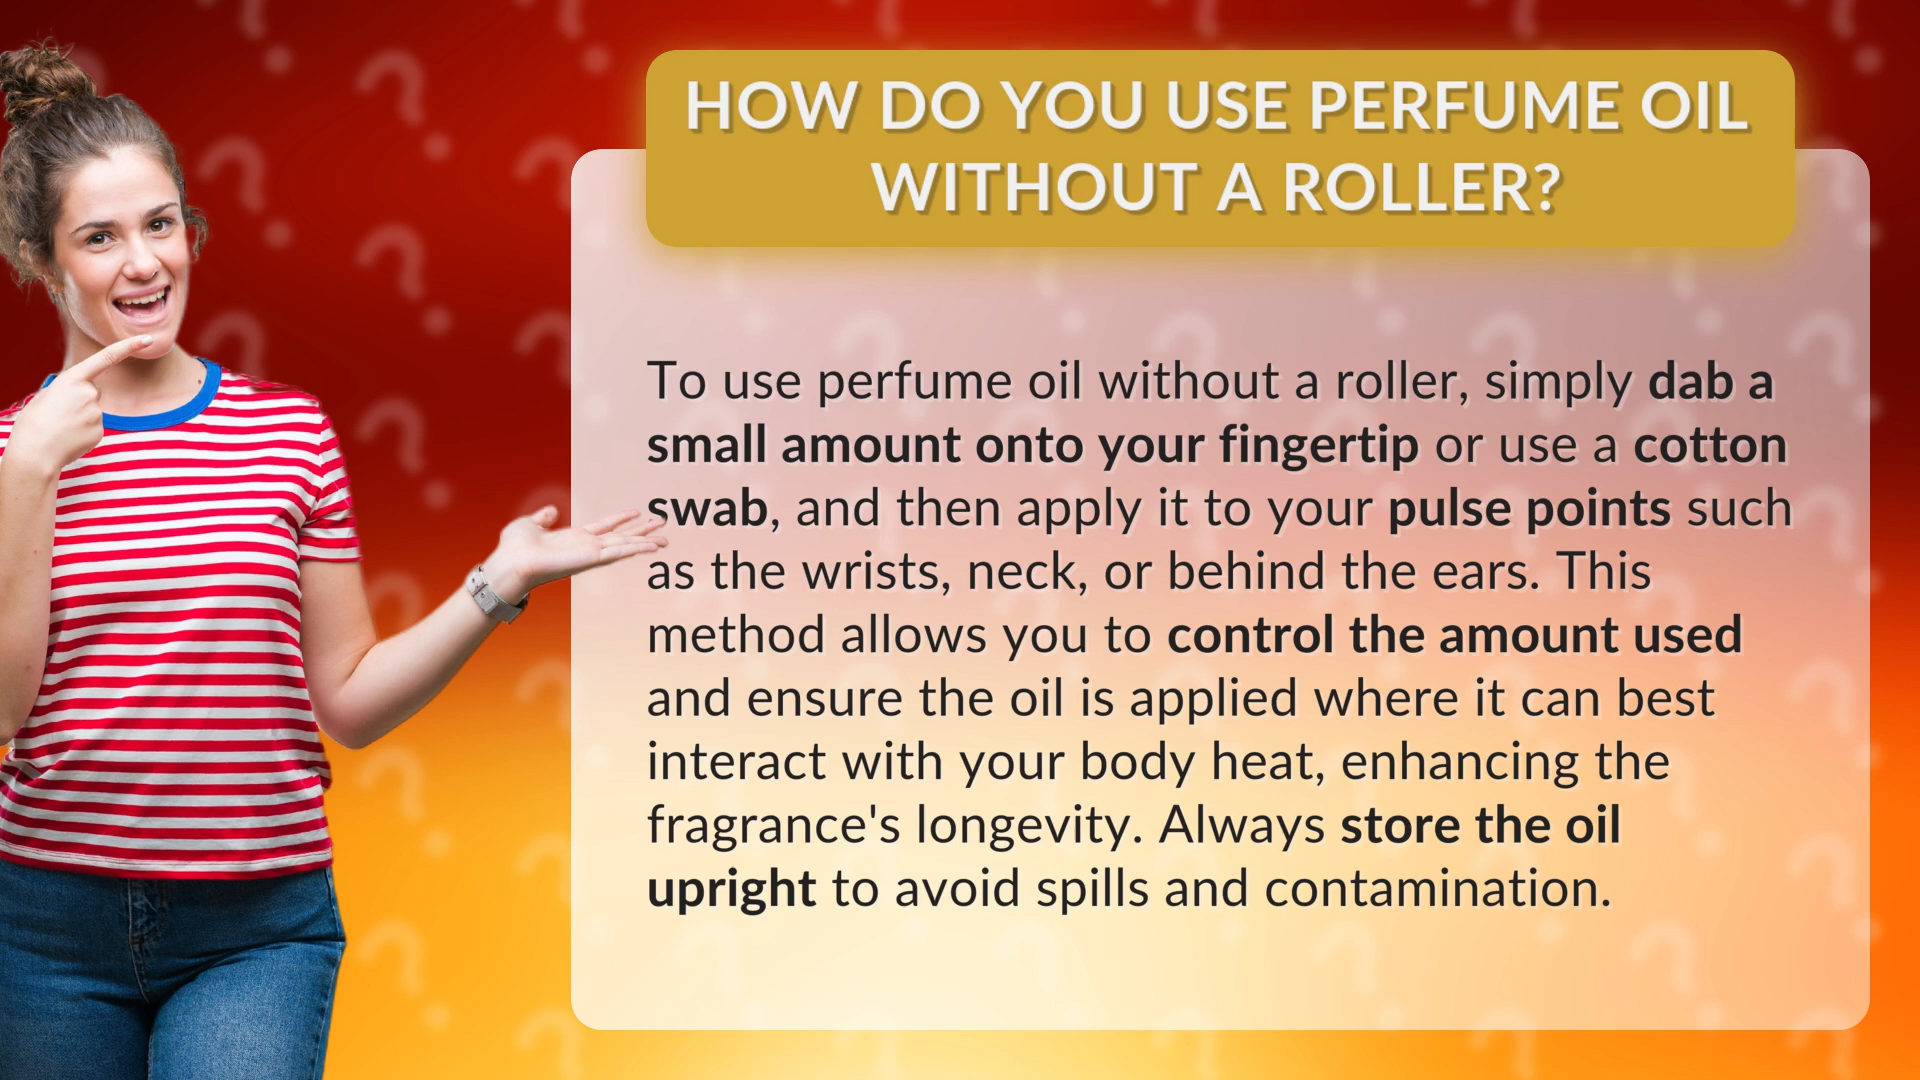 HOW DO YOU USE PERFUME OIL
WITHOUT A ROLLER?
To use perfume oil without a roller, simply dab a
small amount onto your fingertip or use a cotton
swab, and then apply it to your pulse points such
as the wrists, neck, or behind the ears. This
method allows you to control the amount used
and ensure the oil is applied where it can best
interact with your body heat, enhancing the
fragrance's longevity. Always store the oil
upright to avoid spills and contamination.